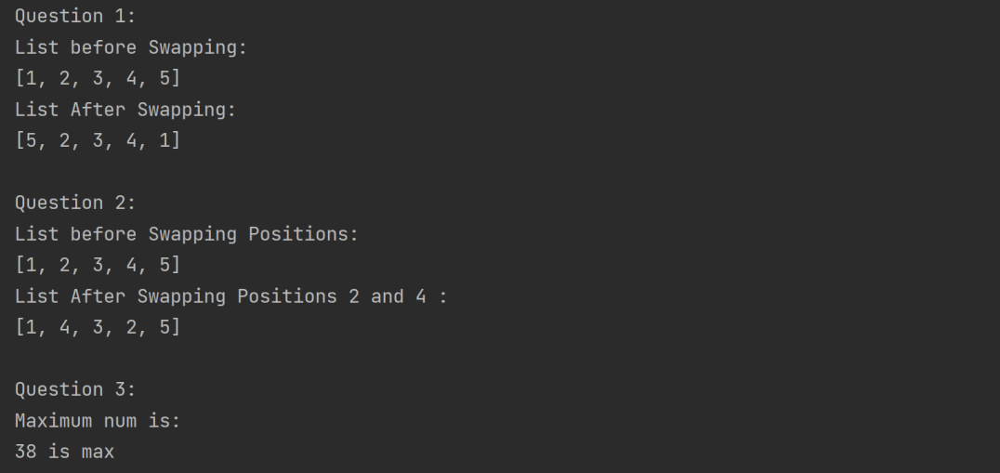 Question 1:
List before Swapping:
[1, 2, 3, 4, 5]
List After Swapping:
[5, 2, 3, 4, 1]
Question 2:
List before Swapping Positions:
[1, 2, 3, 4, 5]
List After Swapping Positions 2 and 4 :
[1, 4, 3, 2, 5]
Question 3:
Maximum num is:
38 is max